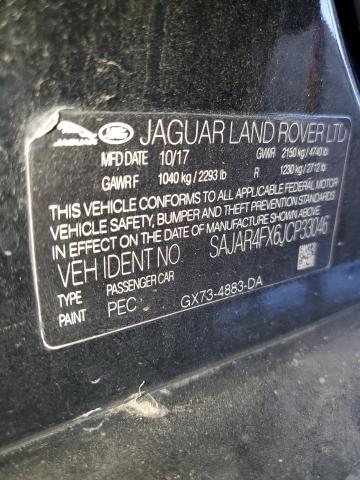 JAGUAR LAND ROVER LTD
MFD DATE 10/17 GVWR 2150 kg / 4740 lb
GAWR F 1040 kg / 2293 lb R 1230 kg / 2712 lb
THIS VEHICLE CONFORMS TO ALL APPLICABLE FEDERAL MOTOR
VEHICLE SAFETY, BUMPER AND THEFT PREVENTION STANDARDS
IN EFFECT ON THE DATE OF MANUFACTURE SHOWN ABOVE.
VEH IDENT NO. SAJAR4FX6JCP33046
TYPE PASSENGER CAR
PAINT PEC GX73-4883-DA